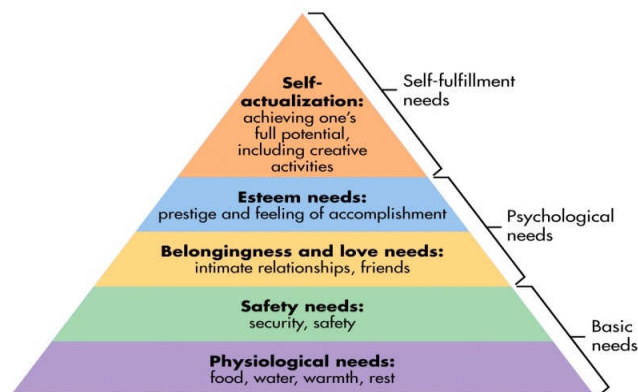 Self-
actualization:
achieving one's
full potential,
including creative
activities
Self-fulfillment
needs
Esteem needs:
prestige and feeling of accomplishment
Psychological
needs
Belongingness and love needs:
intimate relationships, friends
Safety needs:
security, safety
Basic
needs
Physiological needs:
food, water, warmth, rest